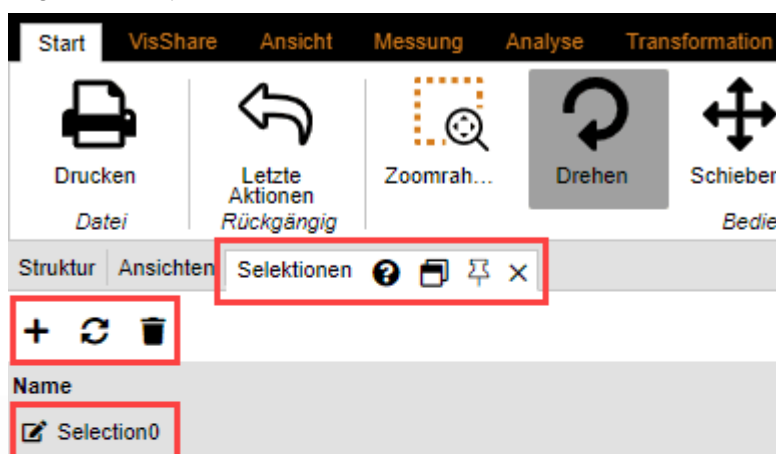 Start VisShare Ansicht Messung Analyse Transformation
Drucken Letzte Aktionen Zoomrah... Drehen Schieben
Datei Rückgängig Bedie
Struktur Ansichten Selektionen
Name
Selection0